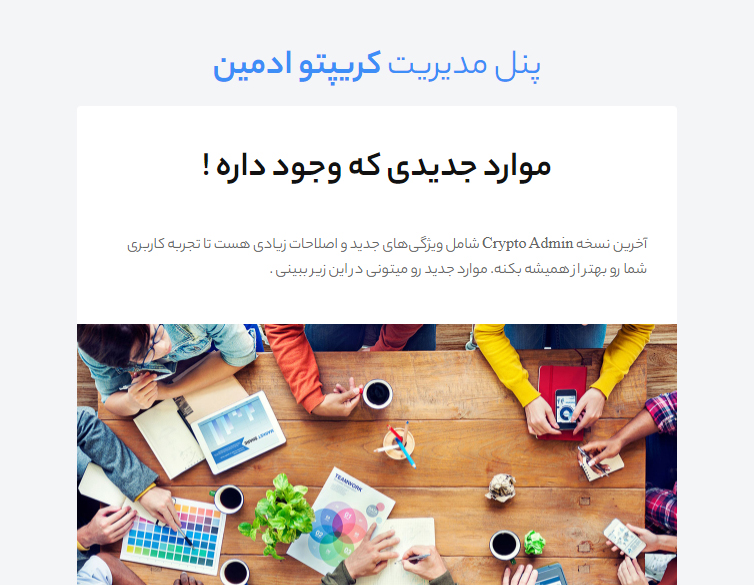 پنل مدیریت کریپتو ادمین
موارد جدیدی که وجود داره !
آخرین نسخه Crypto Admin شامل ویژگی‌های جدید و اصلاحات زیادی هست تا تجربه کاربری
شما رو بهتر از همیشه بکنه. موارد جدید رو میتونی در این زیر ببینی .
TEAMWORK